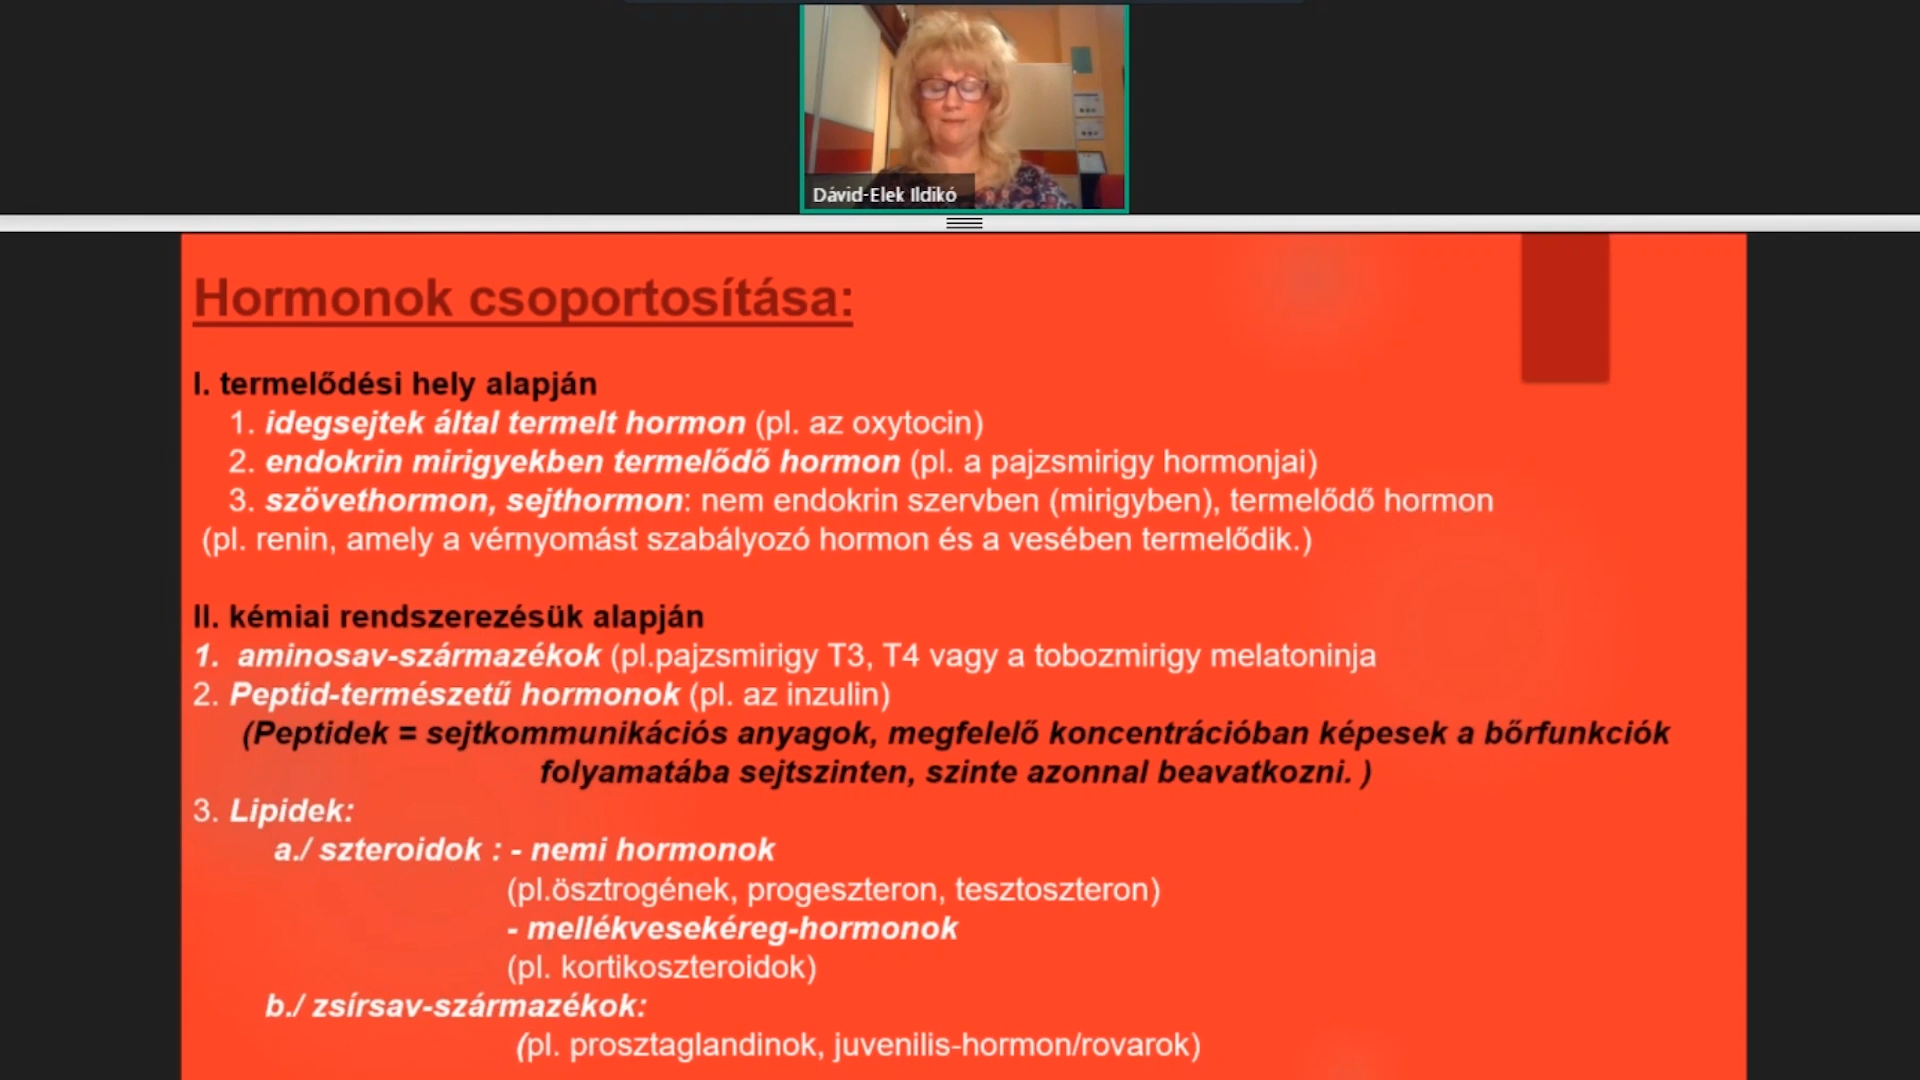 Dávid-Elek Ildikó
Hormonok csoportosítása:
I. termelődési hely alapján
1. idegsejtek által termelt hormon (pl. az oxytocin)
2. endokrin mirigyekben termelődő hormon (pl. a pajzsmirigy hormonjai)
3. szövethormon, sejthormon: nem endokrin szervben (mirigyben), termelődő hormon
(pl. renin, amely a vérnyomást szabályozó hormon és a vesében termelődik.)
II. kémiai rendszerezésük alapján
1. aminosav-származékok (pl.pajzsmirigy T3, T4 vagy a tobozmirigy melatoninja
2. Peptid-természetű hormonok (pl. az inzulin)
(Peptidek = sejtkommunikációs anyagok, megfelelő koncentrációban képesek a bőrfunkciók
folyamatába sejtszinten, szinte azonnal beavatkozni. )
3. Lipidek:
a./ szteroidok : - nemi hormonok
(pl.ösztrogének, progeszteron, tesztoszteron)
- mellékvesekéreg-hormonok
(pl. kortikoszteroidok)
b./ zsírsav-származékok:
(pl. prosztaglandinok, juvenilis-hormon/rovarok)